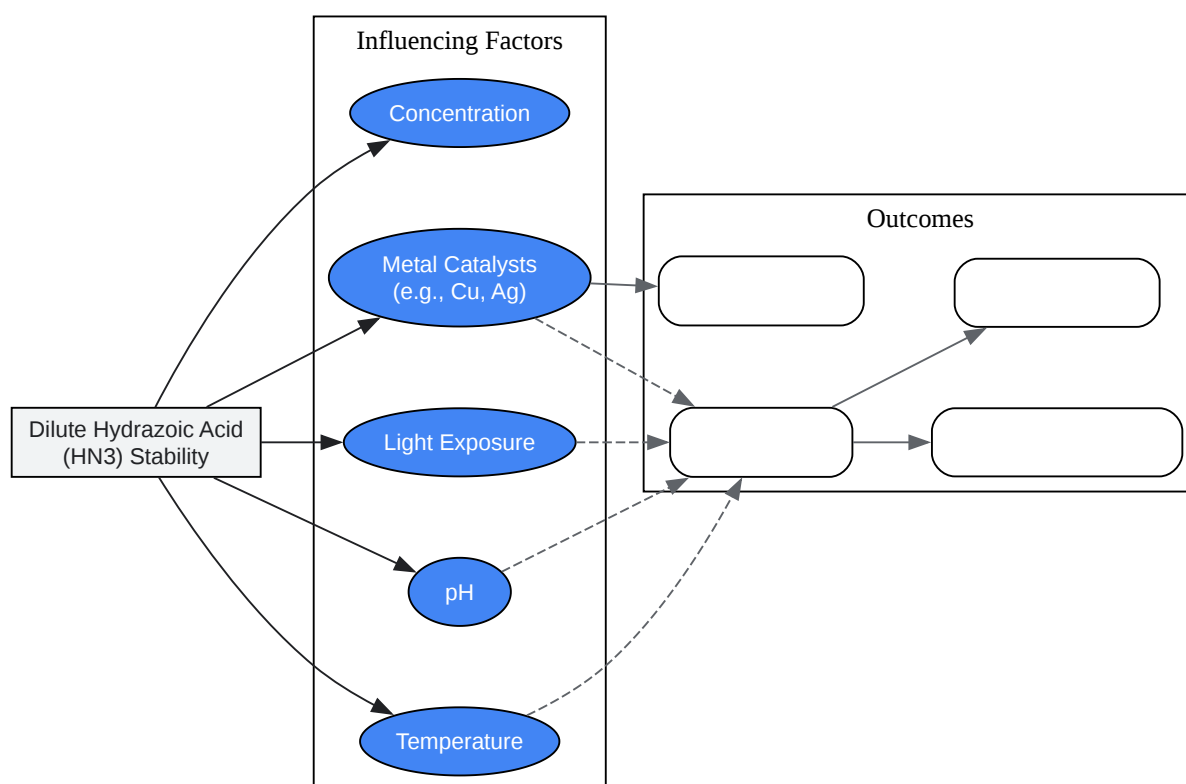 Influencing Factors
Concentration
Metal Catalysts
(e.g., Cu, Ag)
Outcomes
Dilute Hydrazoic Acid
(HN3) Stability
Light Exposure
pH
Temperature